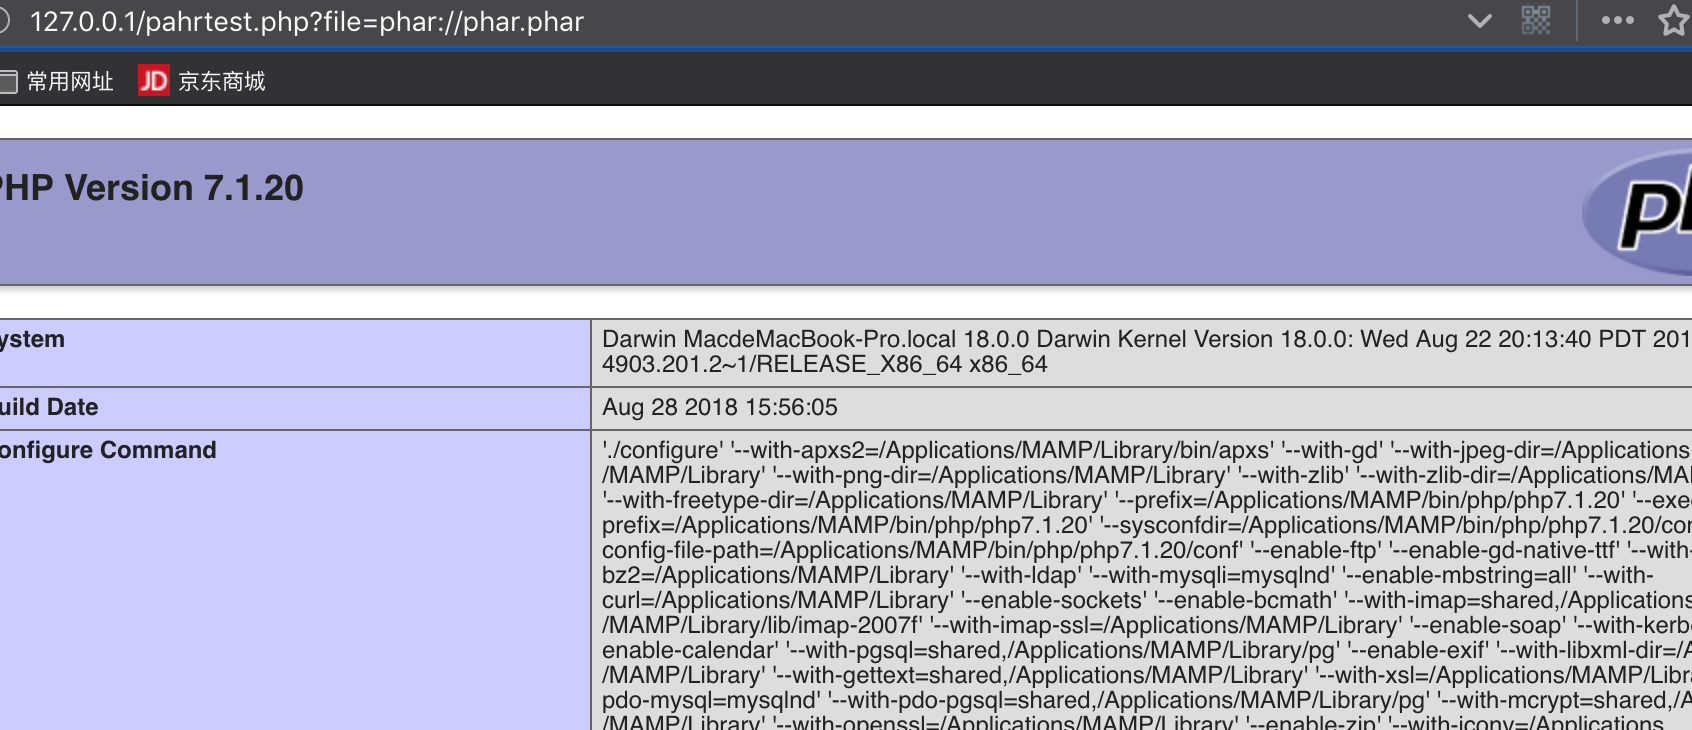 127.0.0.1/pahrtest.php?file=phar://phar.phar
常用网址 JD 京东商城
PHP Version 7.1.20
ystem
Darwin MacdeMacBook-Pro.local 18.0.0 Darwin Kernel Version 18.0.0: Wed Aug 22 20:13:40 PDT 201
4903.201.2~1/RELEASE_X86_64 x86_64
uild Date
Aug 28 2018 15:56:05
onfigure Command
'./configure' '--with-apxs2=/Applications/MAMP/Library/bin/apxs' '--with-gd' '--with-jpeg-dir=/Applications
/MAMP/Library' '--with-png-dir=/Applications/MAMP/Library' '--with-zlib' '--with-zlib-dir=/Applications/MA
'--with-freetype-dir=/Applications/MAMP/Library' '--prefix=/Applications/MAMP/bin/php/php7.1.20' '--exe
prefix=/Applications/MAMP/bin/php/php7.1.20' '--sysconfdir=/Applications/MAMP/bin/php/php7.1.20/con
config-file-path=/Applications/MAMP/bin/php/php7.1.20/conf' '--enable-ftp' '--enable-gd-native-ttf' '--with-
bz2=/Applications/MAMP/Library' '--with-ldap' '--with-mysqli=mysqlnd' '--enable-mbstring=all' '--with-
curl=/Applications/MAMP/Library' '--enable-sockets' '--enable-bcmath' '--with-imap=shared,/Applications
/MAMP/Library/lib/imap-2007f' '--with-imap-ssl=/Applications/MAMP/Library' '--enable-soap' '--with-kerb
enable-calendar' '--with-pgsql=shared,/Applications/MAMP/Library/pg' '--enable-exif' '--with-libxml-dir=/A
/MAMP/Library' '--with-gettext=shared,/Applications/MAMP/Library' '--with-xsl=/Applications/MAMP/Libra
pdo-mysql=mysqlnd' '--with-pdo-pgsql=shared,/Applications/MAMP/Library/pg' '--with-mcrypt=shared,/A
/MAMP/Library' '--with-openssl=/Applications/MAMP/Library' '--enable-zip' '--with-iconv=/Applications